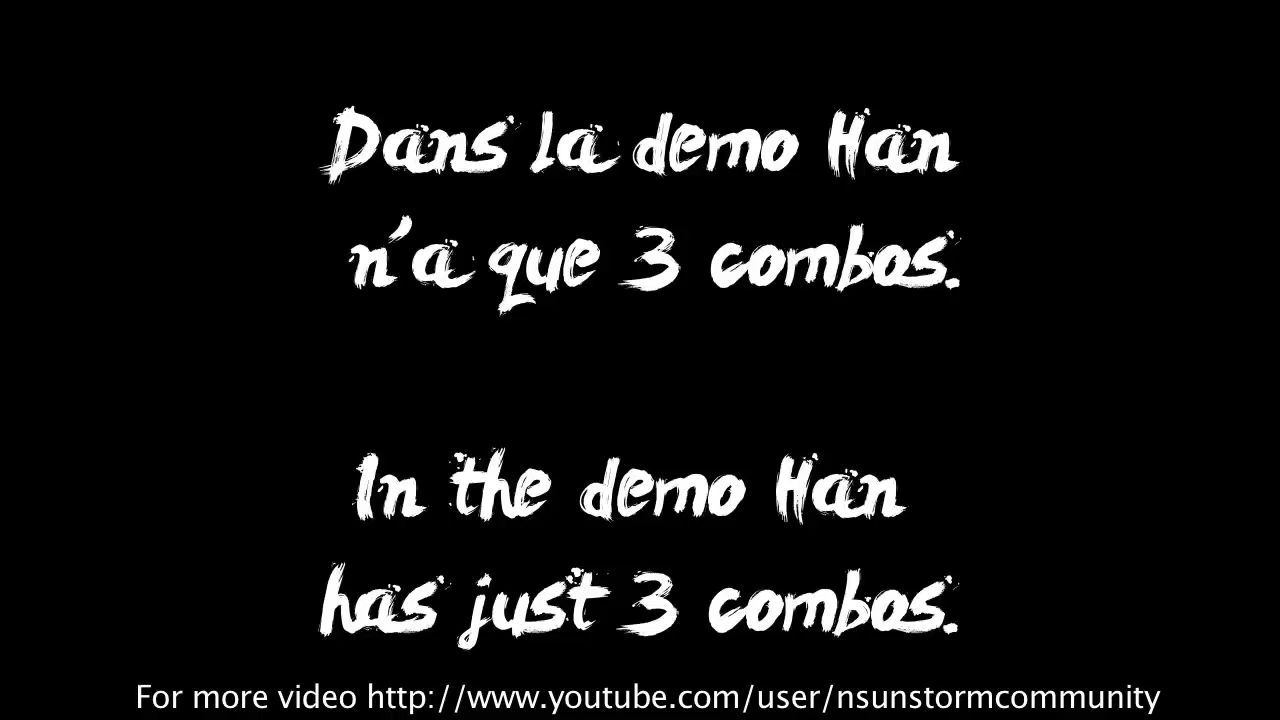 Dans la demo Han
n'a que 3 combos.
In the demo Han
has just 3 combos.
For more video http://www.youtube.com/user/nsunstormcommunity